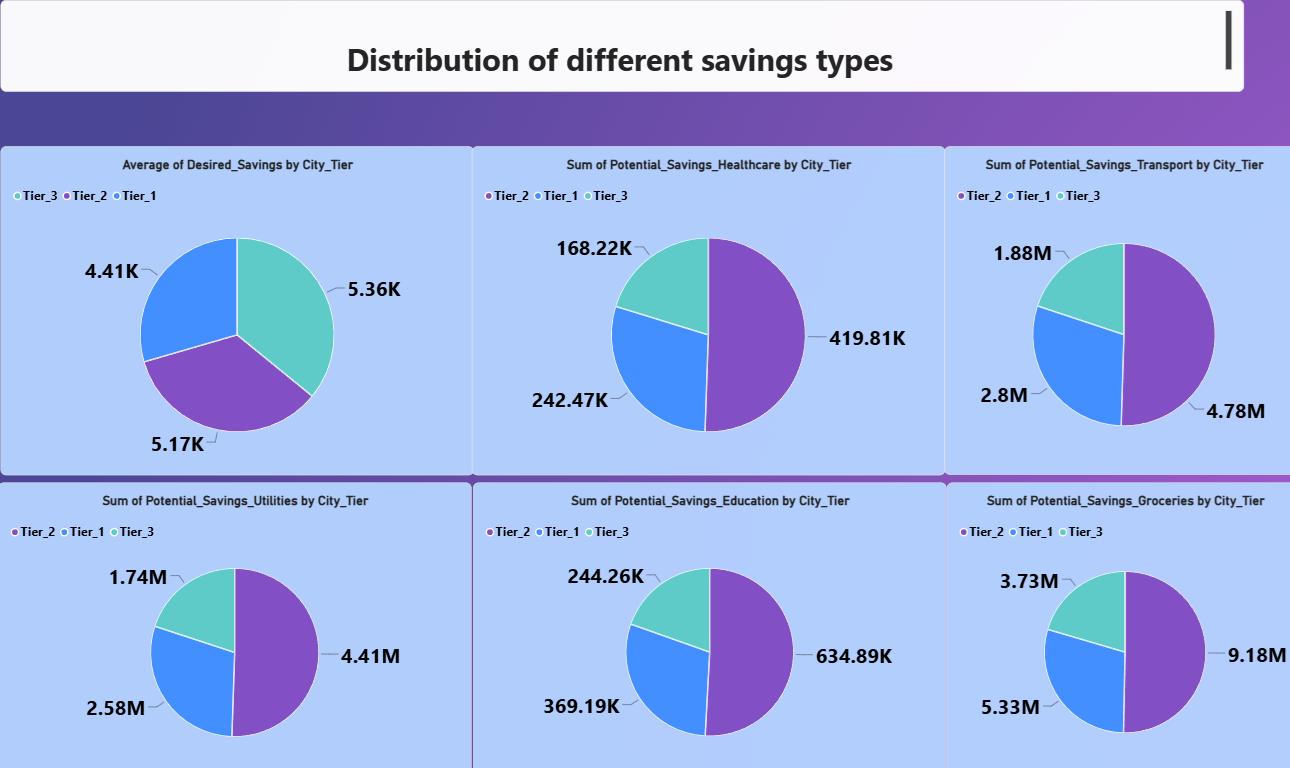 Distribution of different savings types
Average of Desired_Savings by City_Tier
Tier_3 Tier_2 Tier_1
4.41K
5.36K
5.17K
Sum of Potential_Savings_Healthcare by City_Tier
Tier_2 Tier_1 Tier_3
168.22K
419.81K
242.47K
Sum of Potential_Savings_Transport by City_Tier
Tier_2 Tier_1 Tier_3
1.88M
2.8M
4.78M
Sum of Potential_Savings_Utilities by City_Tier
Tier_2 Tier_1 Tier_3
1.74M
4.41M
2.58M
Sum of Potential_Savings_Education by City_Tier
Tier_2 Tier_1 Tier_3
244.26K
634.89K
369.19K
Sum of Potential_Savings_Groceries by City_Tier
Tier_2 Tier_1 Tier_3
3.73M
9.18M
5.33M